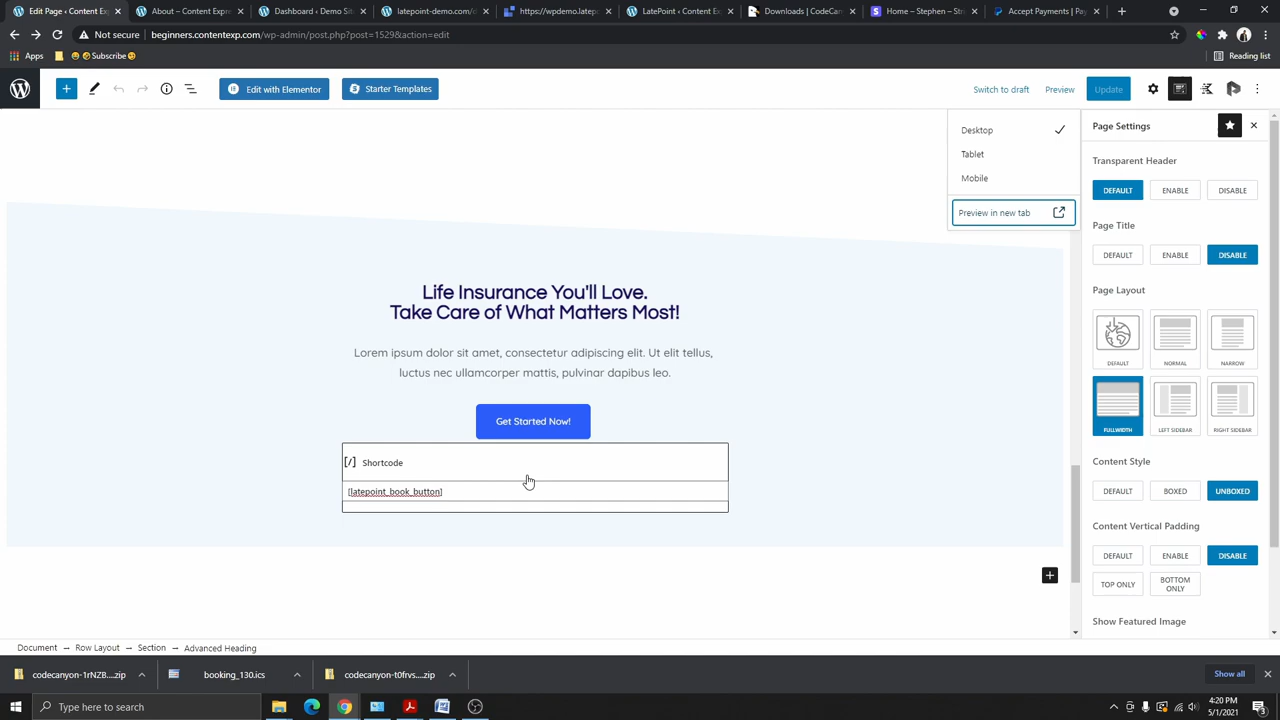 Edit Page ‹ Content Exp
About – Content Expre
Dashboard ‹ Demo Sit
latepoint-demo.com/d
https://wpdemo.latep
LatePoint ‹ Content Ex
Downloads | CodeCan
Home – Stephen – Str
Accept Payments | Pay
Not secure | beginners.contentexp.com/wp-admin/post.php?post=1529&action=edit
Apps
Subscribe
Reading list
Edit with Elementor
Starter Templates
Switch to draft
Preview
Update
Desktop
Tablet
Mobile
Preview in new tab
Page Settings
Transparent Header
DEFAULT
ENABLE
DISABLE
Page Title
DEFAULT
ENABLE
DISABLE
Page Layout
DEFAULT
NORMAL
NARROW
FULLWIDTH
LEFT SIDEBAR
RIGHT SIDEBAR
Content Style
DEFAULT
BOXED
UNBOXED
Content Vertical Padding
DEFAULT
ENABLE
DISABLE
TOP ONLY
BOTTOM
ONLY
Show Featured Image
Life Insurance You'll Love.
Take Care of What Matters Most!
Lorem ipsum dolor sit amet, consectetur adipiscing elit. Ut elit tellus,
luctus nec ullamcorper mattis, pulvinar dapibus leo.
Get Started Now!
[/] Shortcode
[latepoint_book_button]
Document → Row Layout → Section → Advanced Heading
codecanyon-1rNZB....zip
booking_130.ics
codecanyon-t0frvs....zip
Show all
Type here to search
4:20 PM
5/1/2021